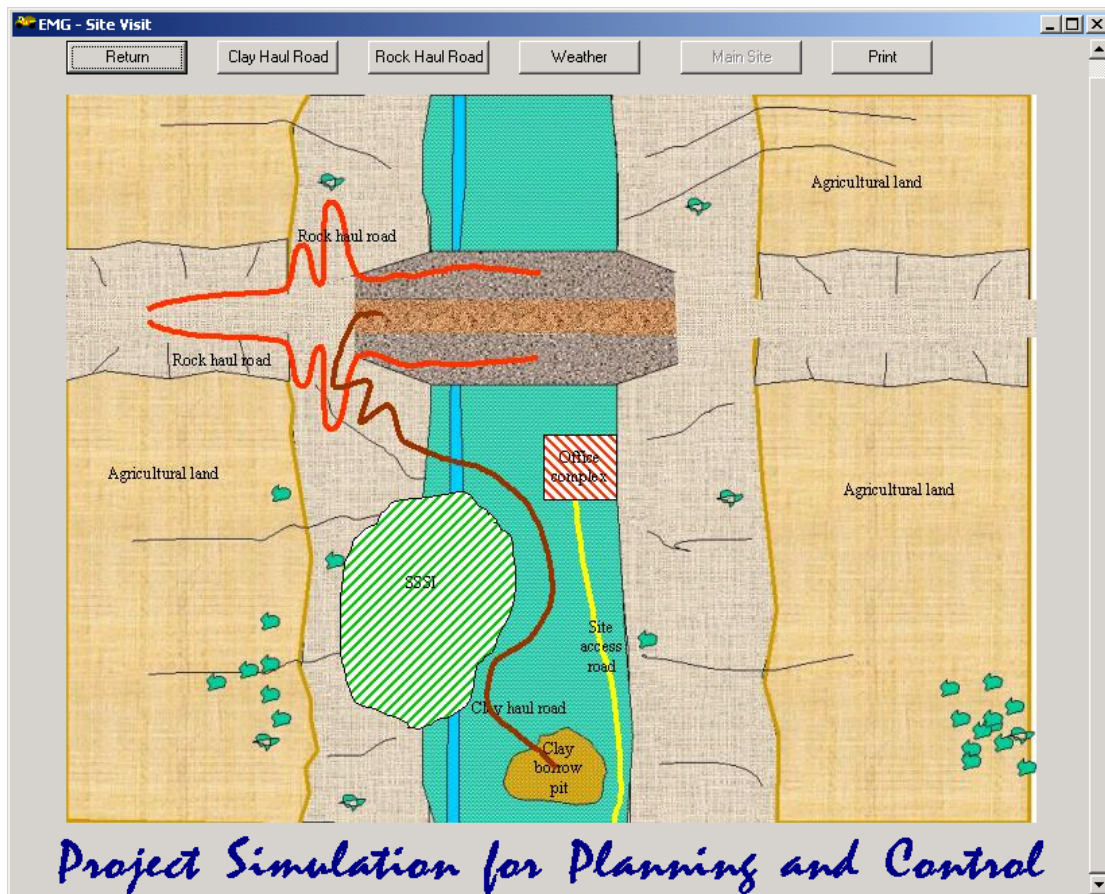 EMG - Site Visit
Return
Clay Haul Road
Rock Haul Road
Weather
Main Site
Print
Agricultural land
Rock haul road
Rock haul road
Agricultural land
Office
complex
Agricultural land
SSSI
Site
access
road
Clay haul road
Clay
borrow
pit
Project Simulation for Planning and Control